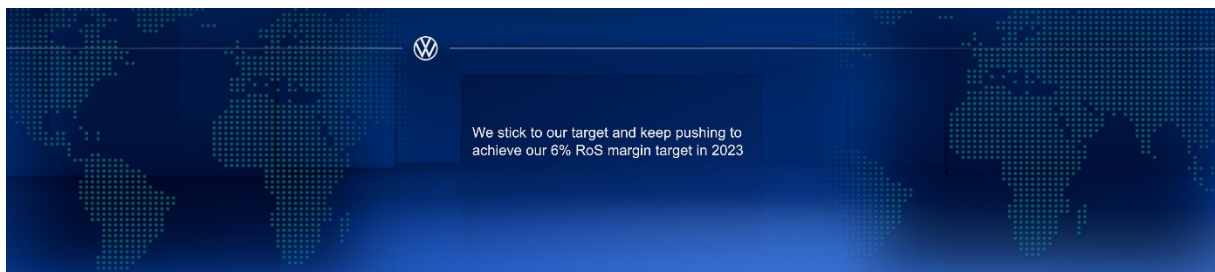 We stick to our target and keep pushing to
achieve our 6% RoS margin target in 2023